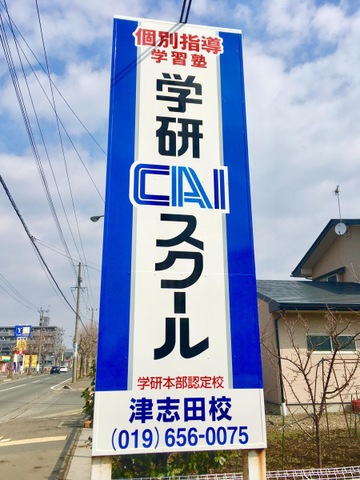 個別指導
学習塾
学研
CAI
スクール
学研本部認定校
津志田校
(019) 656-0075